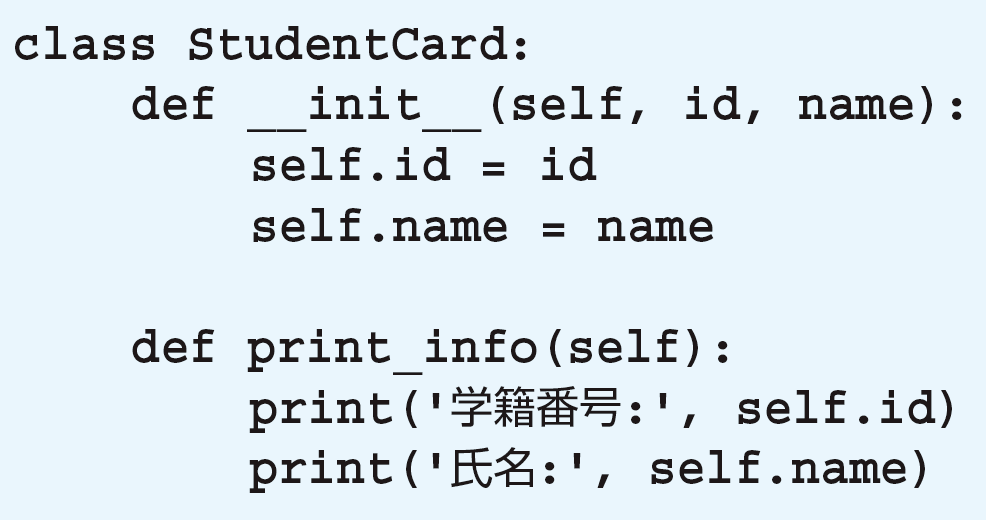 class StudentCard:
    def __init__(self, id, name):
        self.id = id
        self.name = name

    def print_info(self):
        print('学籍番号:', self.id)
        print('氏名:', self.name)